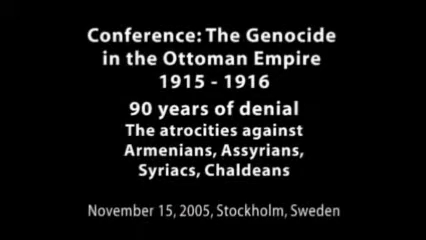 Conference: The Genocide
in the Ottoman Empire
1915 - 1916
90 years of denial
The atrocities against
Armenians, Assyrians,
Syriacs, Chaldeans
November 15, 2005, Stockholm, Sweden